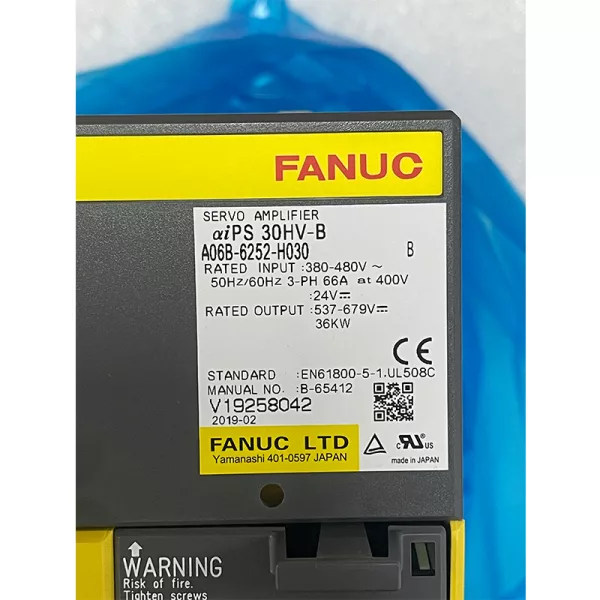 FANUC
SERVO AMPLIFIER
αiPS 30HV-B
A06B-6252-H030 B
RATED INPUT :380-480V ~
50Hz/60Hz 3-PH 66A at 400V
:24V⎓
RATED OUTPUT :537-679V⎓
36KW
CE
STANDARD :EN61800-5-1.UL508C
MANUAL NO. :B-65412
V19258042
2019-02
FANUC LTD
Yamanashi 401-0597 JAPAN
c UL us
made in JAPAN
WARNING
Risk of fire.
Tighten screws